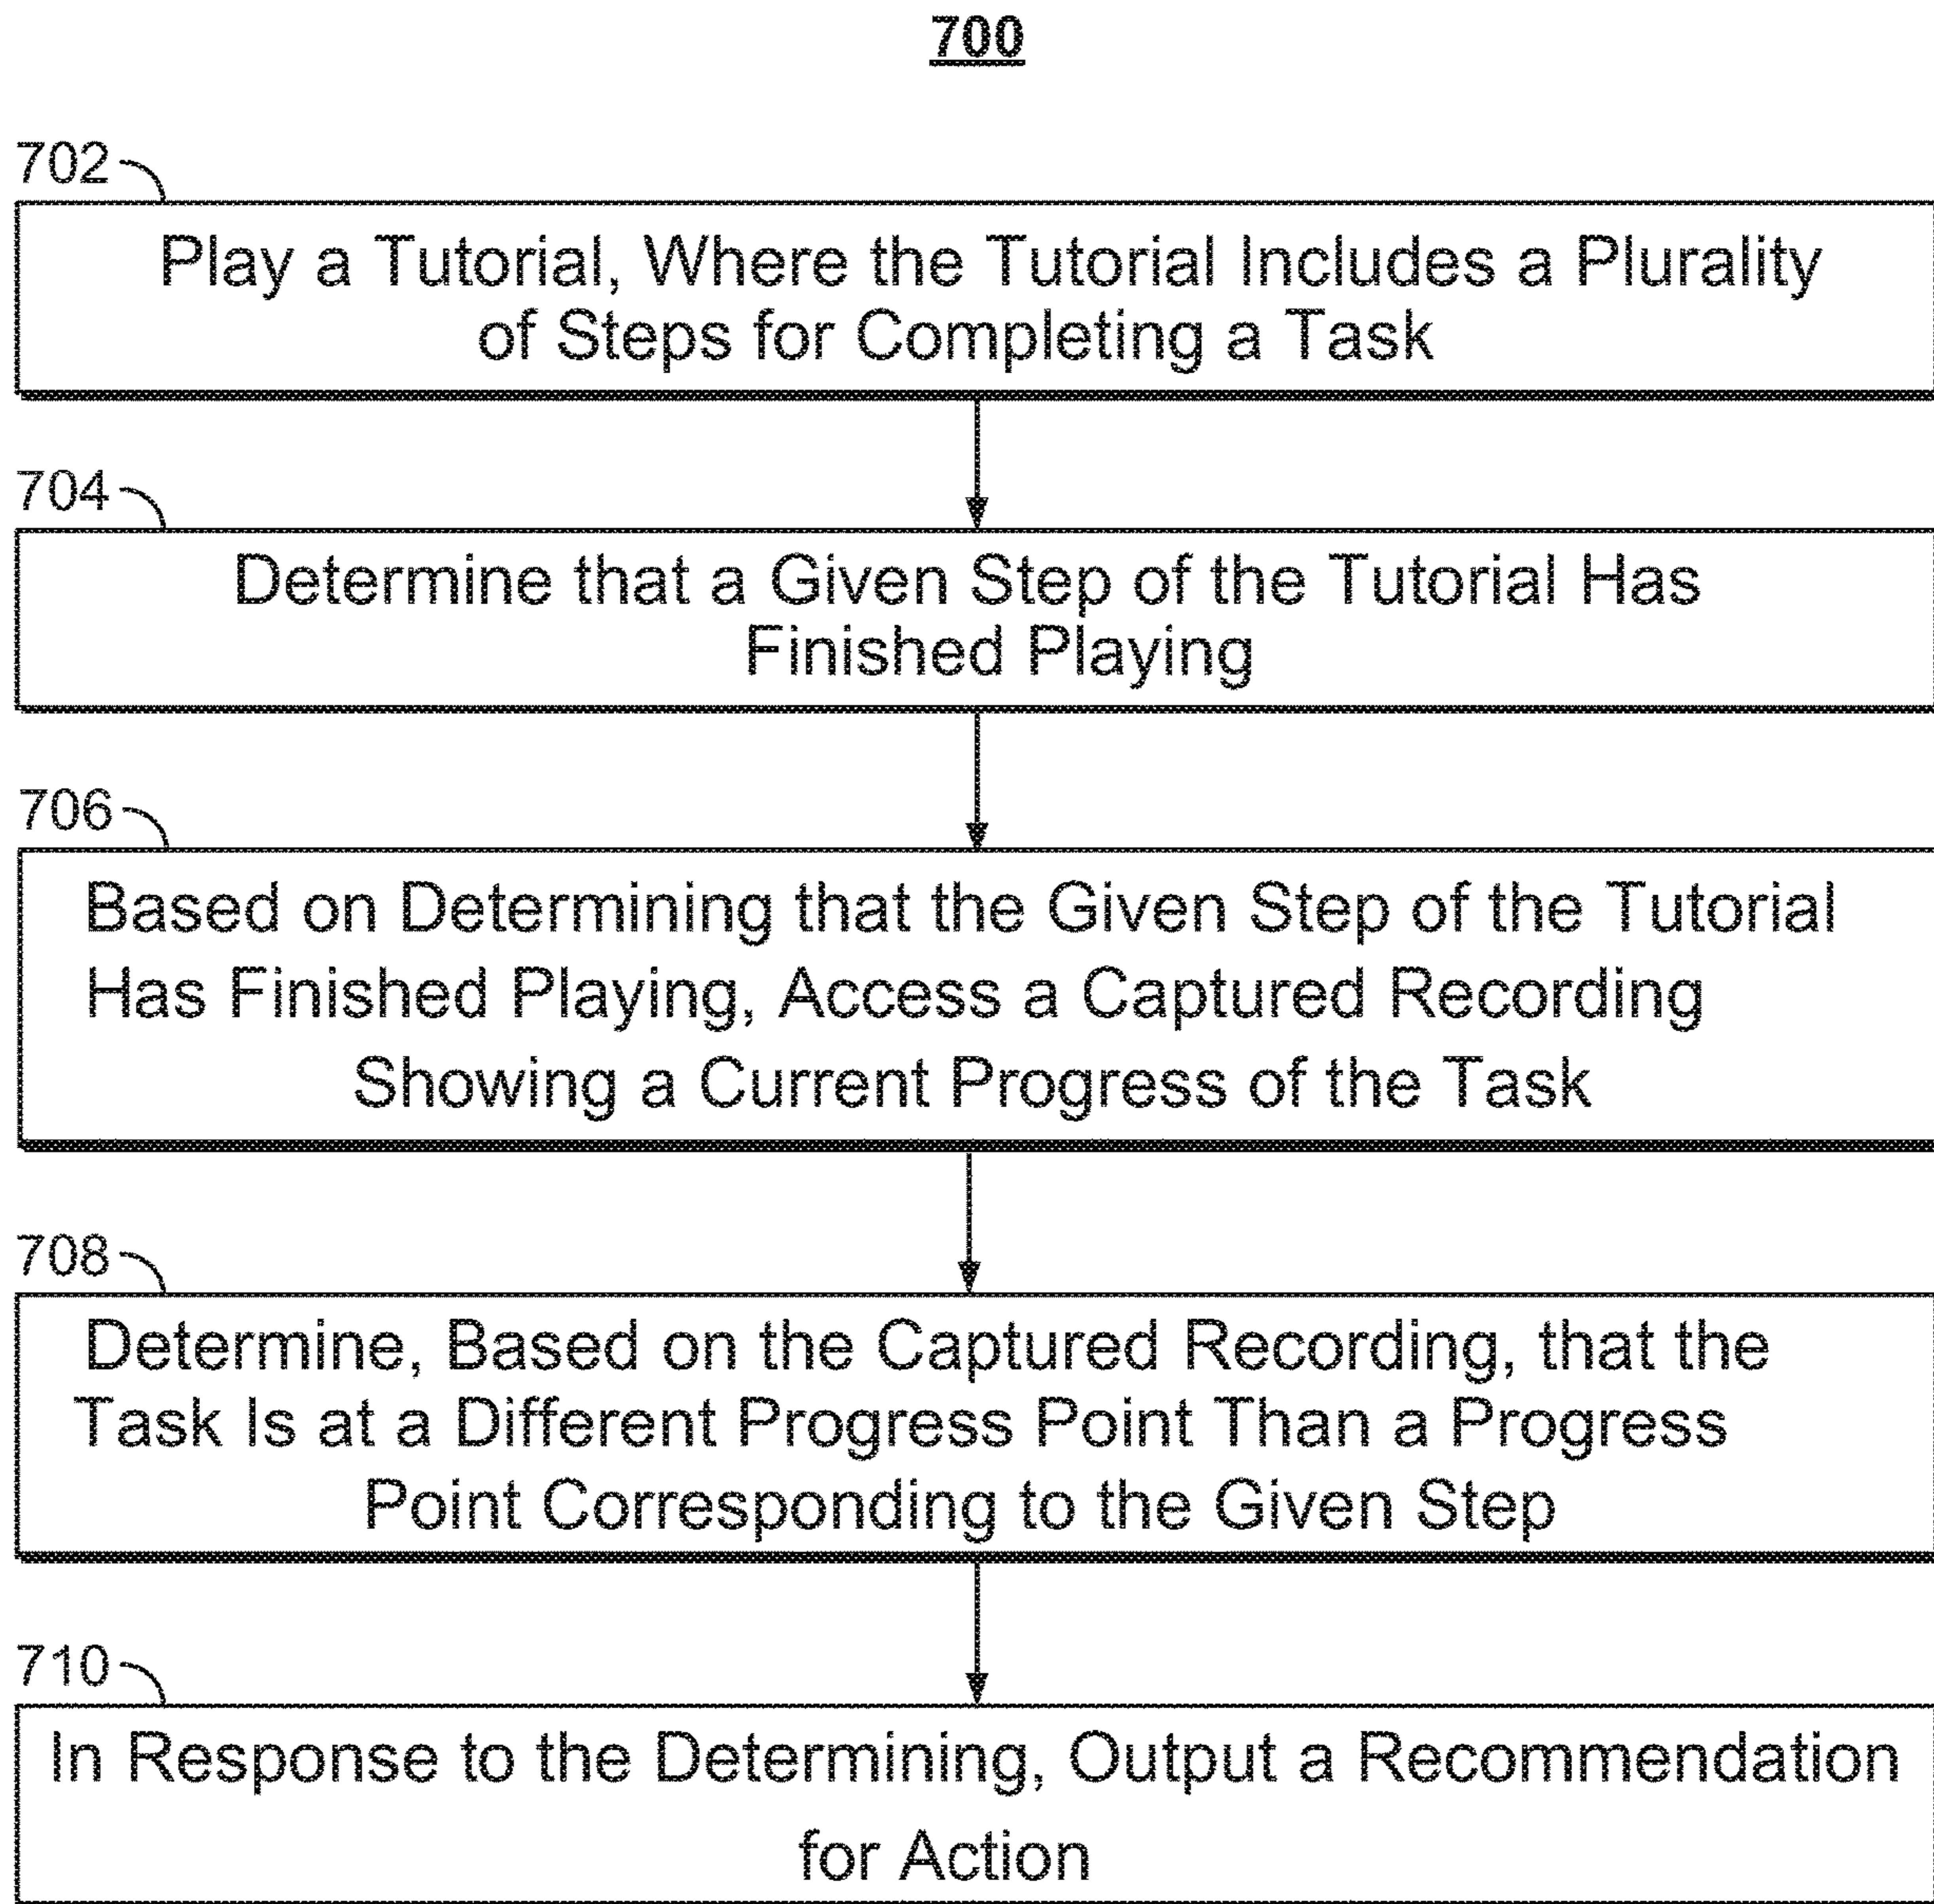 700
702
Play a Tutorial, Where the Tutorial Includes a Plurality
of Steps for Completing a Task
704
Determine that a Given Step of the Tutorial Has
Finished Playing
706
Based on Determining that the Given Step of the Tutorial
Has Finished Playing, Access a Captured Recording
Showing a Current Progress of the Task
708
Determine, Based on the Captured Recording, that the
Task Is at a Different Progress Point Than a Progress
Point Corresponding to the Given Step
710
In Response to the Determining, Output a Recommendation
for Action